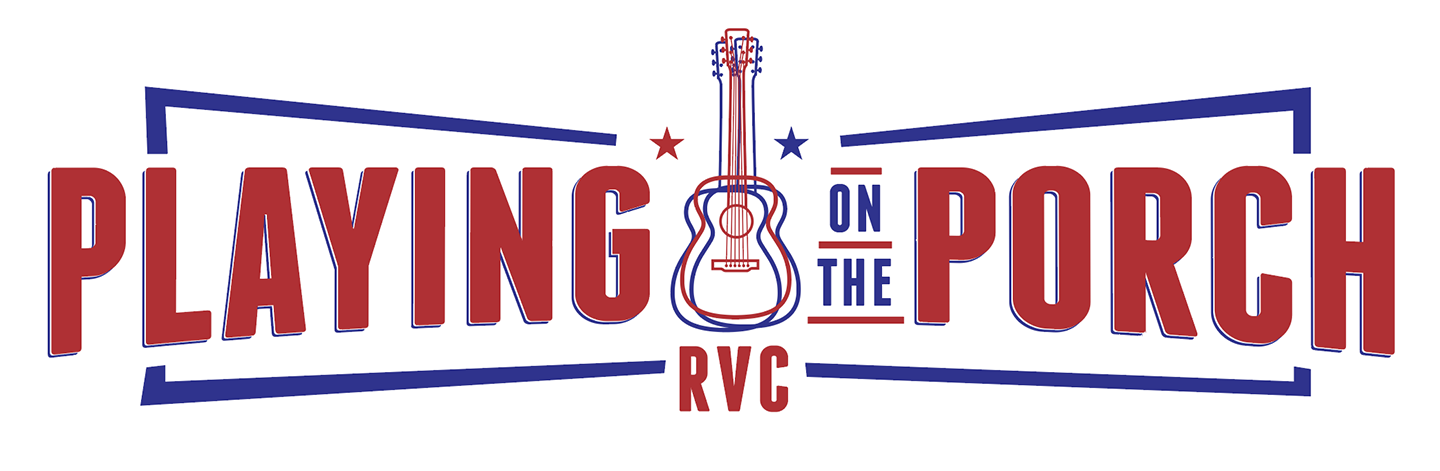 PLAYING ON THE PORCH
RVC